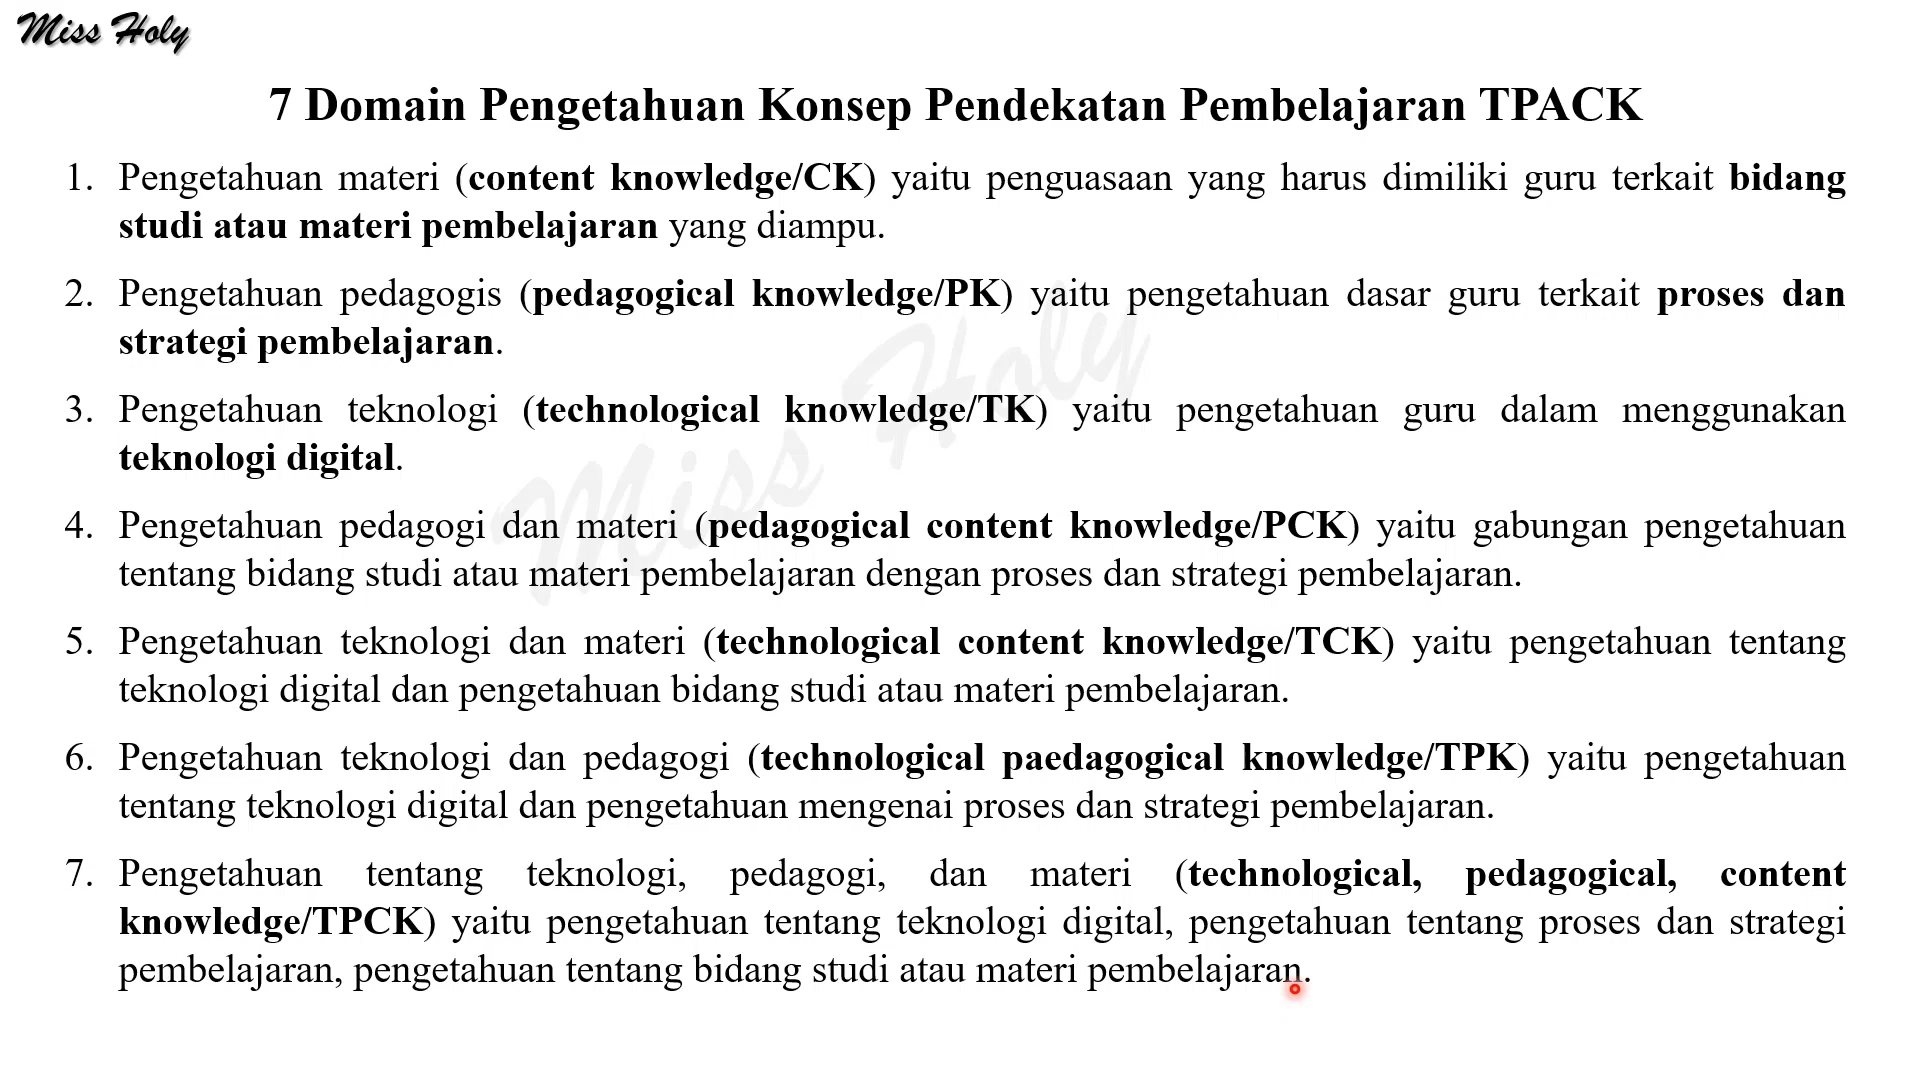 Miss Holy
7 Domain Pengetahuan Konsep Pendekatan Pembelajaran TPACK
1. Pengetahuan materi (content knowledge/CK) yaitu penguasaan yang harus dimiliki guru terkait bidang
studi atau materi pembelajaran yang diampu.
2. Pengetahuan pedagogis (pedagogical knowledge/PK) yaitu pengetahuan dasar guru terkait proses dan
strategi pembelajaran.
3. Pengetahuan teknologi (technological knowledge/TK) yaitu pengetahuan guru dalam menggunakan
teknologi digital.
4. Pengetahuan pedagogi dan materi (pedagogical content knowledge/PCK) yaitu gabungan pengetahuan
tentang bidang studi atau materi pembelajaran dengan proses dan strategi pembelajaran.
5. Pengetahuan teknologi dan materi (technological content knowledge/TCK) yaitu pengetahuan tentang
teknologi digital dan pengetahuan bidang studi atau materi pembelajaran.
6. Pengetahuan teknologi dan pedagogi (technological paedagogical knowledge/TPK) yaitu pengetahuan
tentang teknologi digital dan pengetahuan mengenai proses dan strategi pembelajaran.
7. Pengetahuan tentang teknologi, pedagogi, dan materi (technological, pedagogical, content
knowledge/TPCK) yaitu pengetahuan tentang teknologi digital, pengetahuan tentang proses dan strategi
pembelajaran, pengetahuan tentang bidang studi atau materi pembelajaran.
Miss Holy